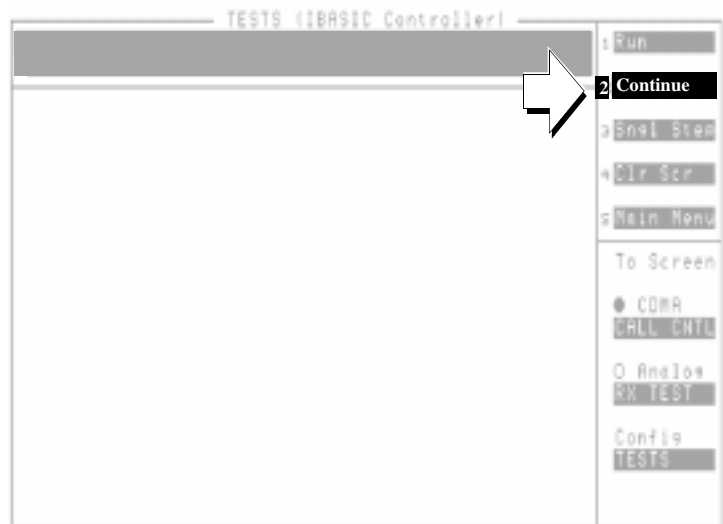 TESTS (IBASIC Controller)
1 Run
2 Continue
3 Sngl Step
4 Clr Scr
5 Main Menu
To Screen
CDMA
CALL CNTL
Analog
RX TEST
Config
TESTS